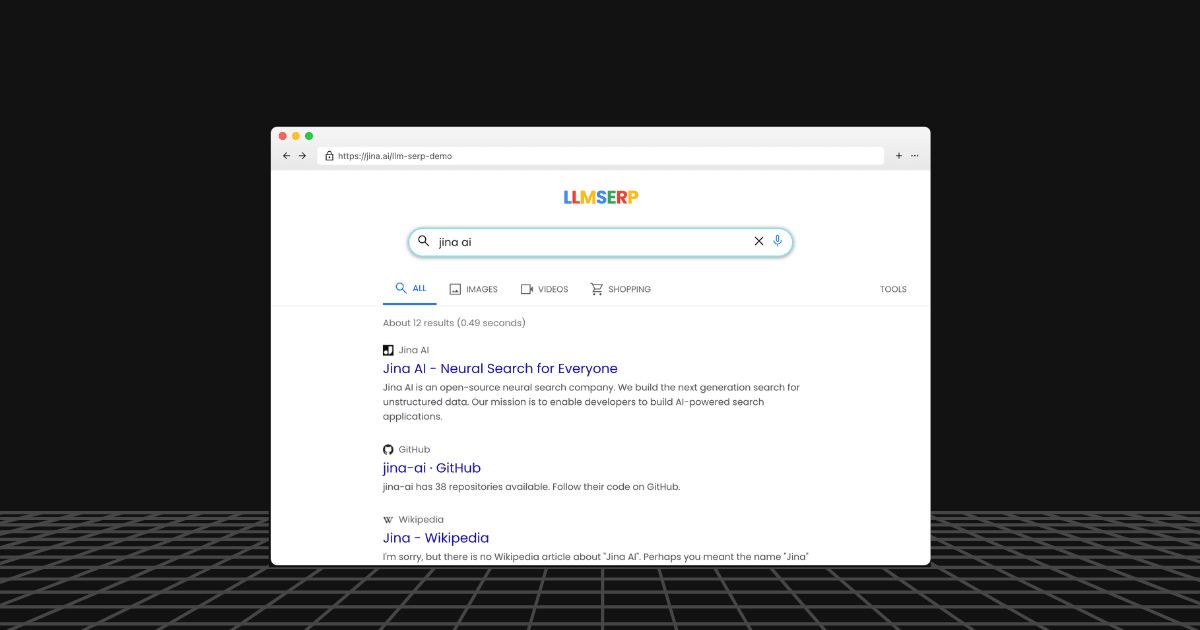 https://jina.ai/llm-serp-demo
LLMSERP
jina ai
ALL IMAGES VIDEOS SHOPPING TOOLS
About 12 results (0.49 seconds)
Jina AI
Jina AI - Neural Search for Everyone
Jina AI is an open-source neural search company. We build the next generation search for
unstructured data. Our mission is to enable developers to build AI-powered search
applications.
GitHub
jina-ai · GitHub
jina-ai has 38 repositories available. Follow their code on GitHub.
W Wikipedia
Jina - Wikipedia
I'm sorry, but there is no Wikipedia article about "Jina AI". Perhaps you meant the name "Jina"